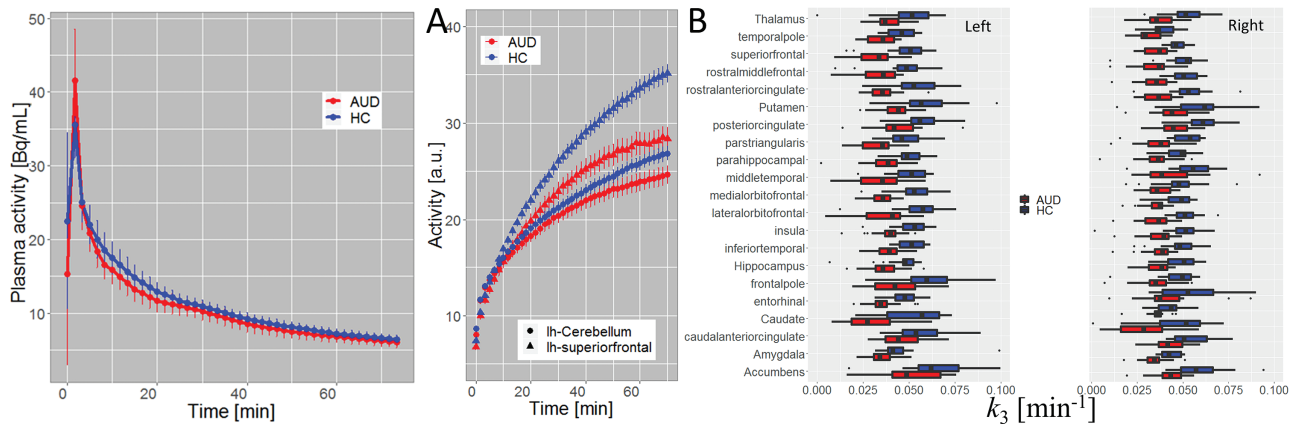 Plasma activity [Bq/mL]
50
40
30
20
10
AUD
HC
0
20
40
60
Time [min]
A
Activity [a.u.]
40
30
20
10
AUD
HC
lh-Cerebellum
lh-superiorfrontal
0
20
40
60
Time [min]
B
Left
Right
Thalamus
temporalpole
superiorfrontal
rostralmiddlefrontal
rostralanteriorcingulate
Putamen
posteriorcingulate
parstriangularis
parahippocampal
middletemporal
medialorbitofrontal
lateralorbitofrontal
insula
inferiortemporal
Hippocampus
frontalpole
entorhinal
Caudate
caudalanteriorcingulate
Amygdala
Accumbens
AUD
HC
0.000
0.025
0.050
0.075
0.100
0.000
0.025
0.050
0.075
0.100
k3 [min-1]